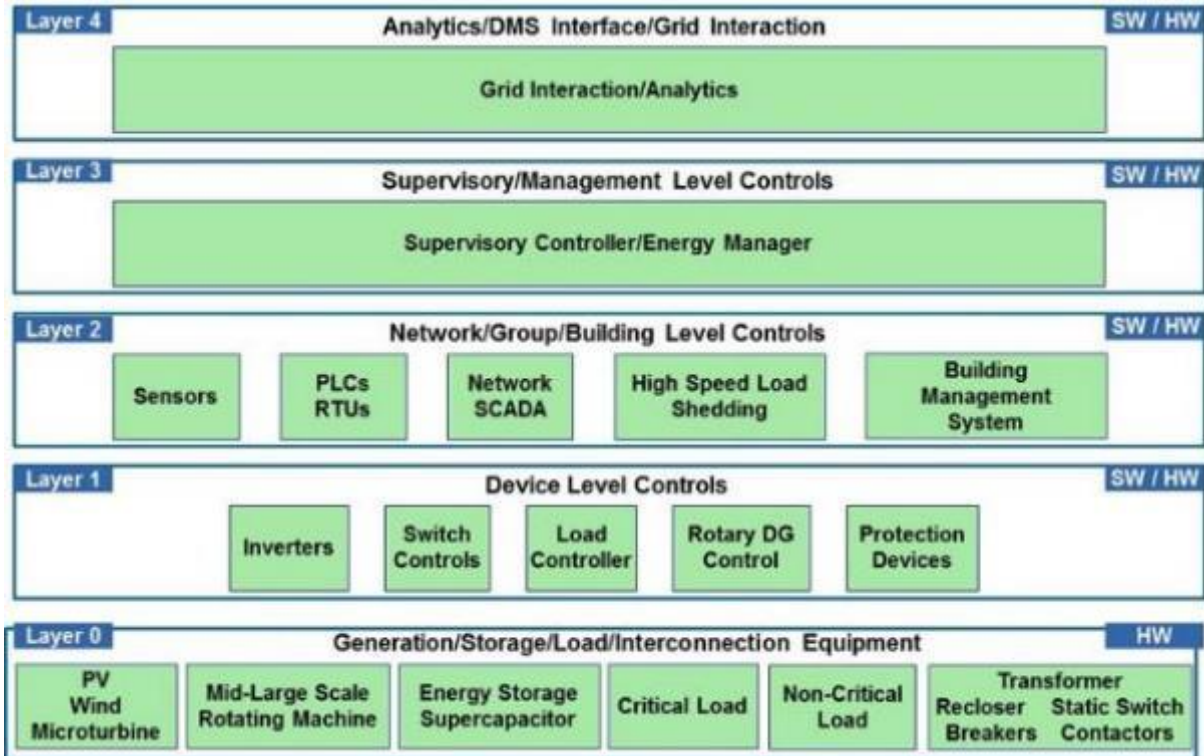 Layer 4
Analytics/DMS Interface/Grid Interaction
SW / HW
Grid Interaction/Analytics
Layer 3
Supervisory/Management Level Controls
SW / HW
Supervisory Controller/Energy Manager
Layer 2
Network/Group/Building Level Controls
SW / HW
Sensors
PLCs
RTUs
Network
SCADA
High Speed Load
Shedding
Building
Management
System
Layer 1
Device Level Controls
SW / HW
Inverters
Switch
Controls
Load
Controller
Rotary DG
Control
Protection
Devices
Layer 0
Generation/Storage/Load/Interconnection Equipment
HW
PV
Wind
Microturbine
Mid-Large Scale
Rotating Machine
Energy Storage
Supercapacitor
Critical Load
Non-Critical
Load
Transformer
Recloser Static Switch
Breakers Contactors